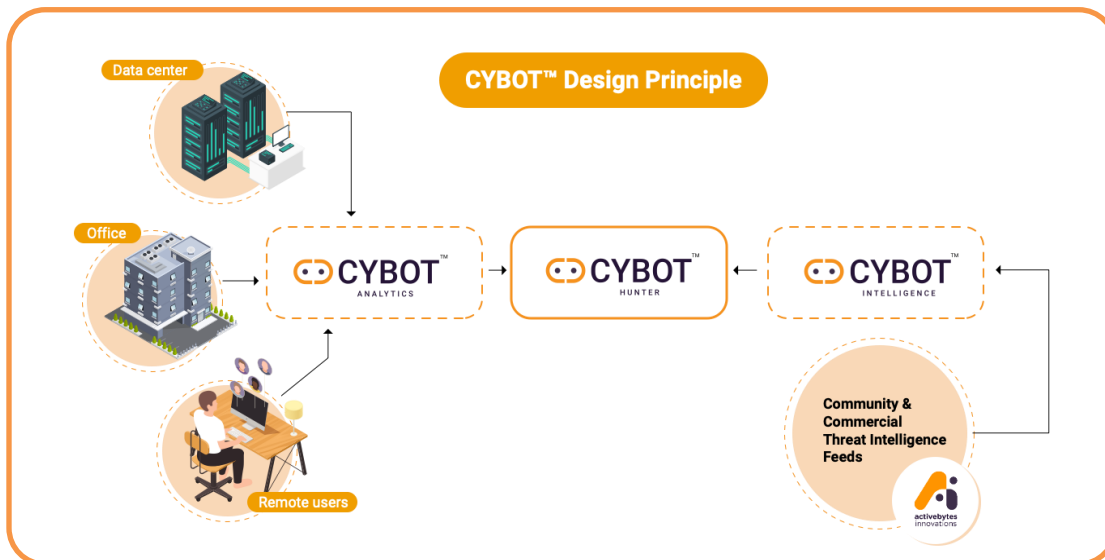 Data center
CYBOT™ Design Principle
Office
CYBOT™
ANALYTICS
CYBOT™
HUNTER
CYBOT™
INTELLIGENCE
Community &
Commercial
Threat Intelligence
Feeds
activebytes
innovations
Remote users